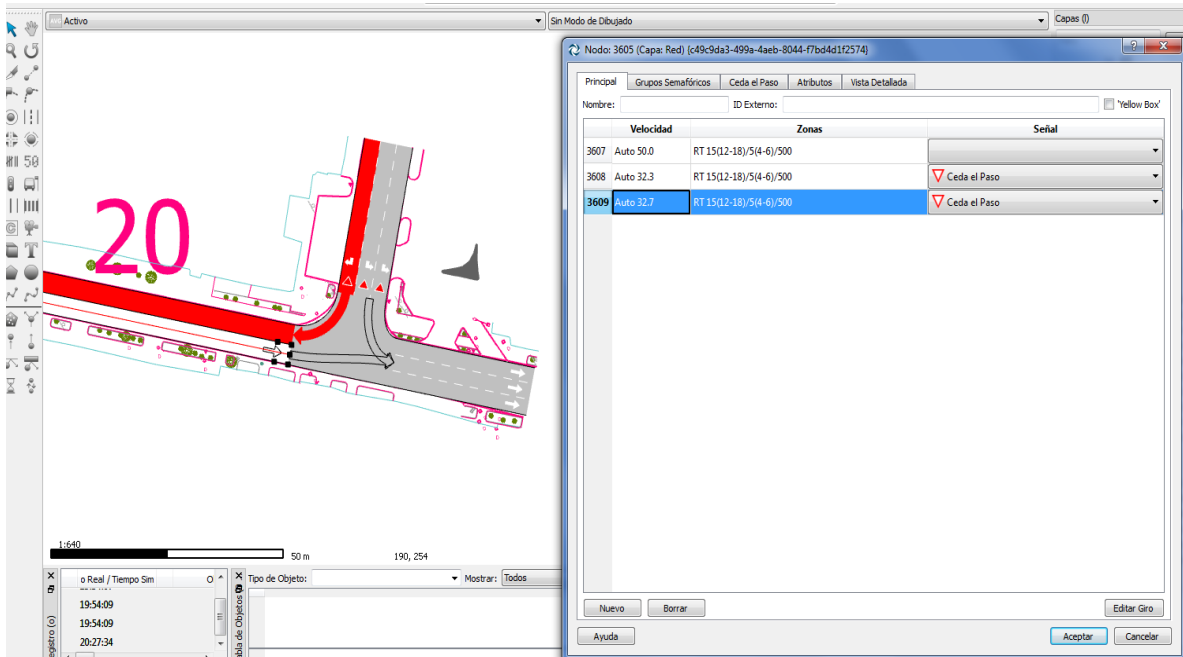 Activo
Sin Modo de Dibujado
Capas (l)
Nodo: 3605 (Capa: Red) {c49c9da3-499a-4aeb-8044-f7bd4d1f2574}
Principal Grupos Semafóricos Ceda el Paso Atributos Vista Detallada
Nombre: ID Externo: 'Yellow Box'
Velocidad Zonas Señal
3607 Auto 50.0 RT 15(12-18)/5(4-6)/500
3608 Auto 32.3 RT 15(12-18)/5(4-6)/500 Ceda el Paso
3609 Auto 32.7 RT 15(12-18)/5(4-6)/500 Ceda el Paso
20
1:640
50 m 190, 254
o Real / Tiempo Sim O
Tipo de Objeto: Mostrar: Todos
19:54:09
19:54:09
20:27:34
egistro (o)
abla de Objetos
Nuevo Borrar Editar Giro
Ayuda Aceptar Cancelar